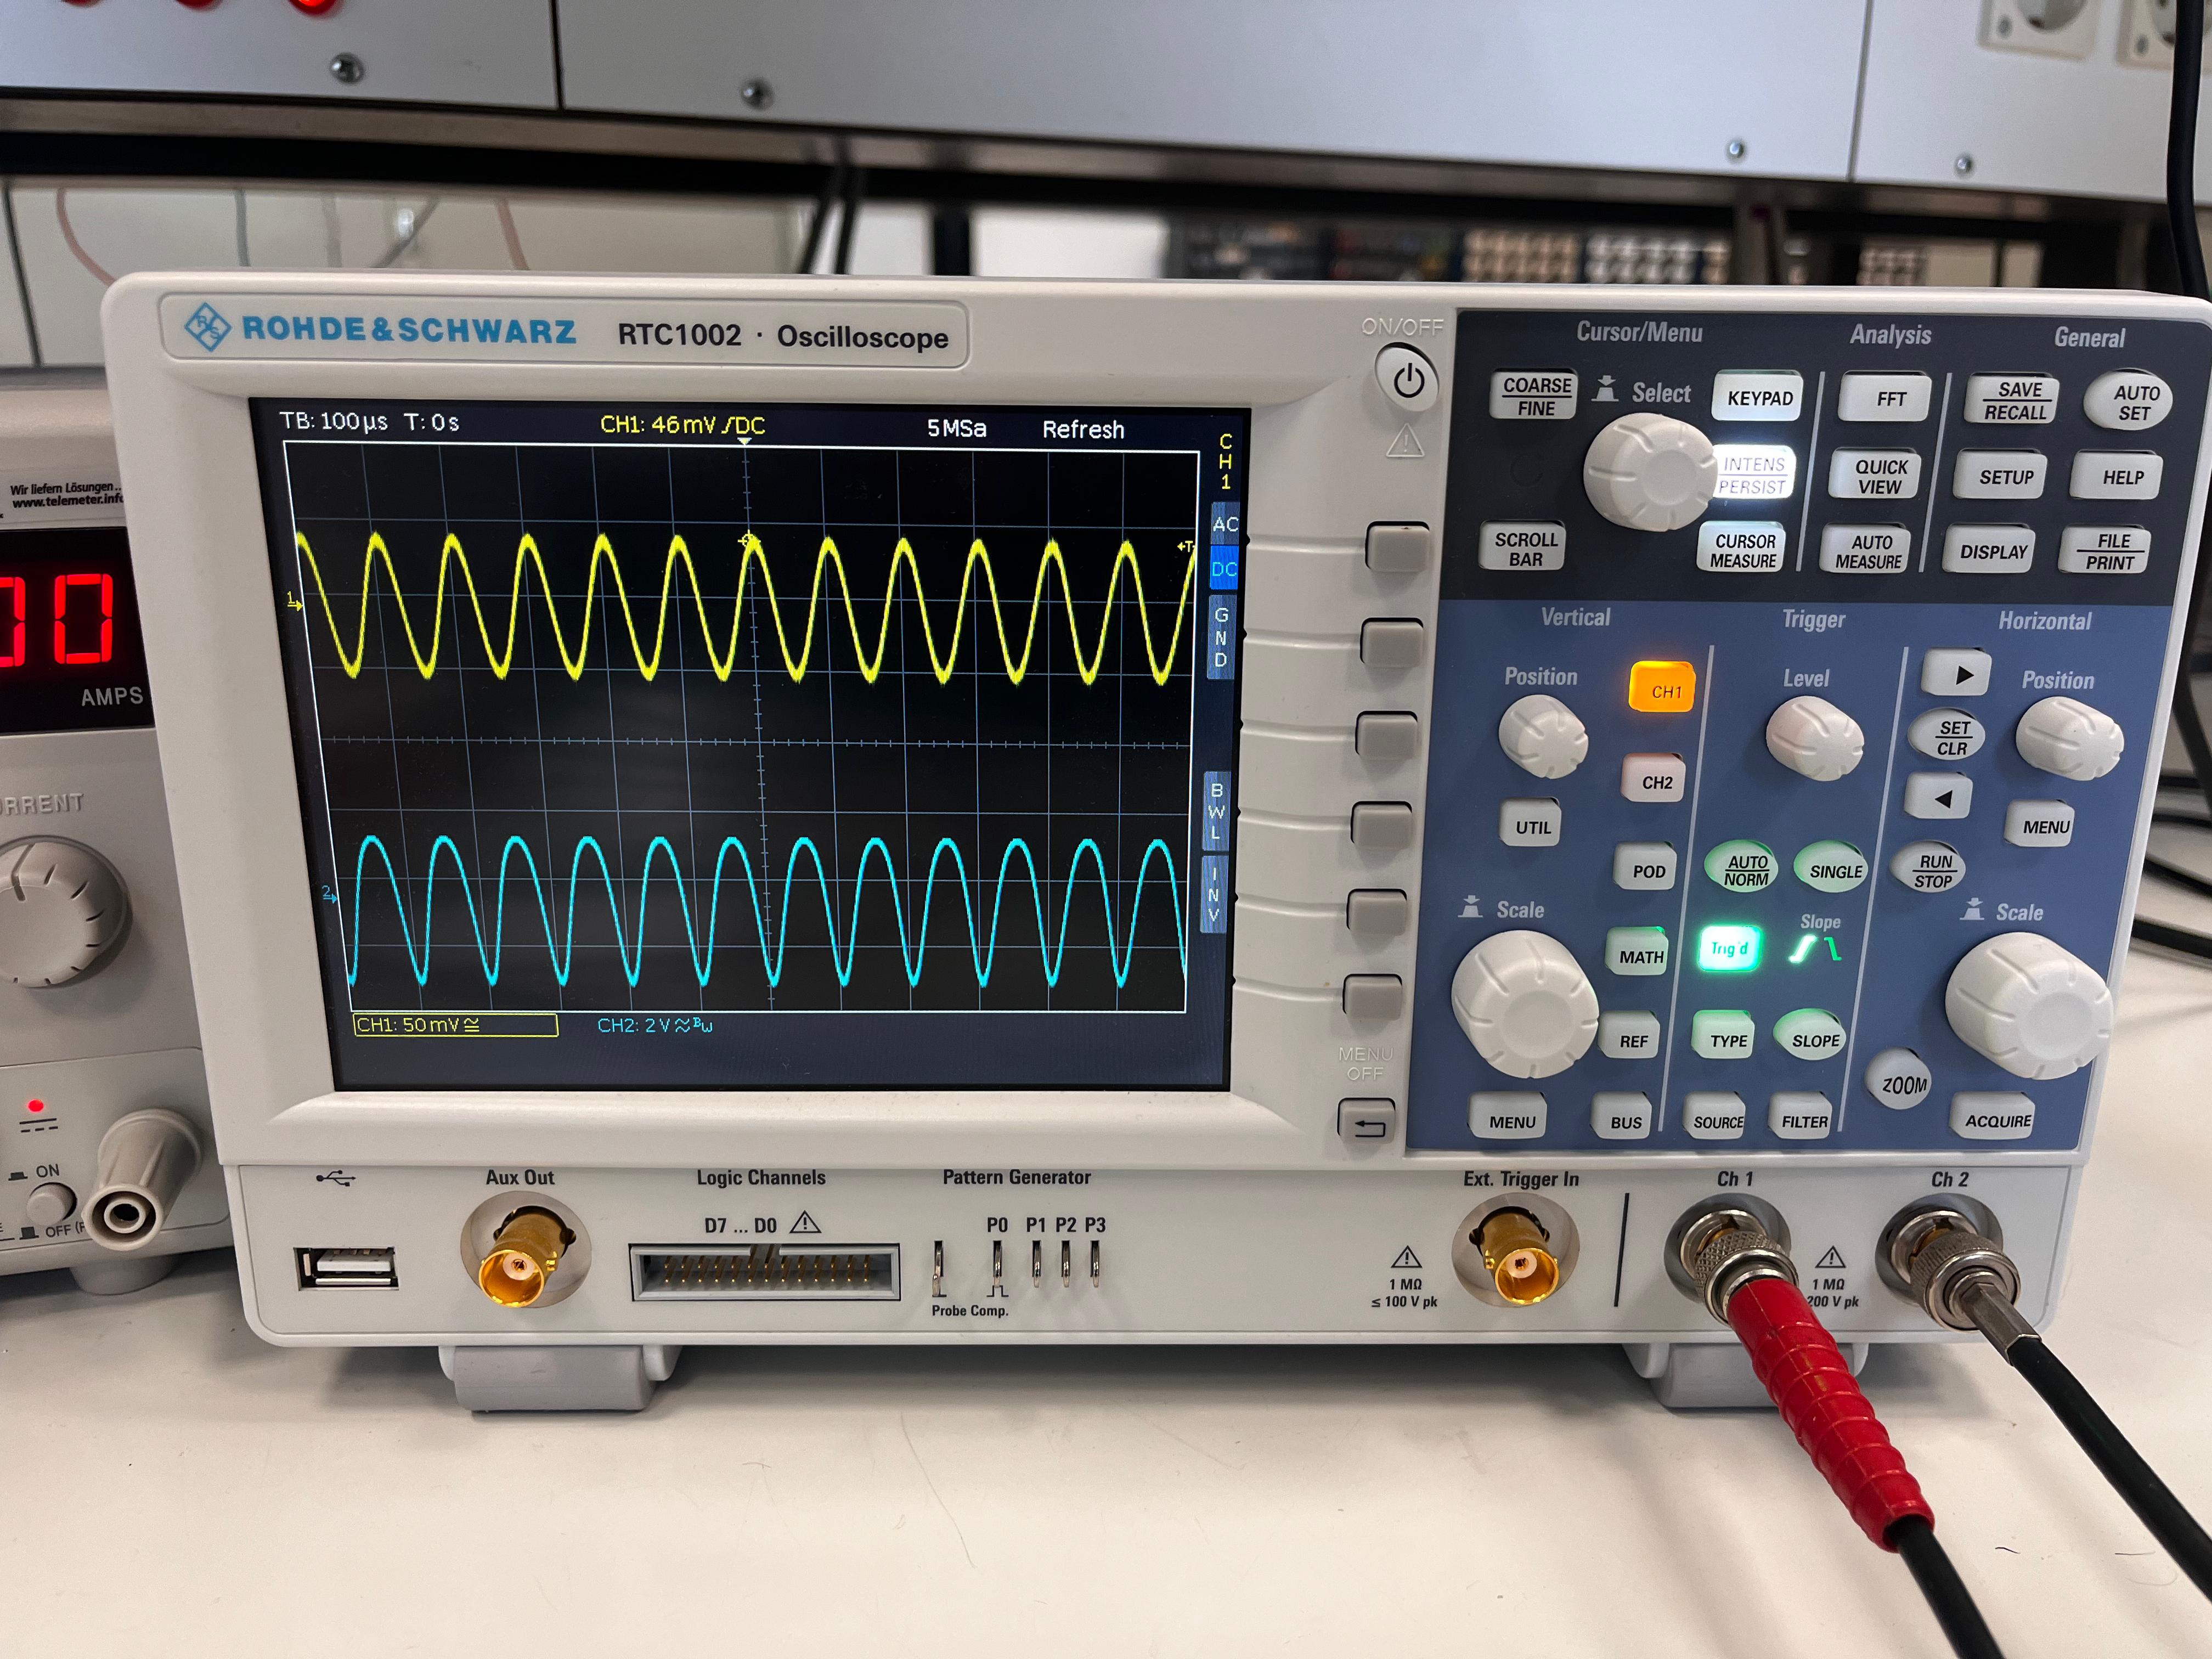 ROHDE&SCHWARZ RTC1002 · Oscilloscope
ON/OFF
TB: 100µs T: 0s CH1: 46mV DC 5MSa Refresh
CH1
AC
DC
GND
BWL
INV
1
T
2
CH1: 50mV CH2: 2V BW
MENU OFF
Cursor/Menu Analysis General
COARSE FINE Select KEYPAD FFT SAVE RECALL AUTO SET
INTENS PERSIST QUICK VIEW SETUP HELP
SCROLL BAR CURSOR MEASURE AUTO MEASURE DISPLAY FILE PRINT
Vertical Trigger Horizontal
Position CH1 Level Position
SET CLR
CH2
UTIL MENU
POD AUTO NORM SINGLE RUN STOP
Scale Slope Scale
MATH Trig'd
REF TYPE SLOPE
ZOOM
MENU BUS SOURCE FILTER ACQUIRE
Aux Out Logic Channels Pattern Generator Ext. Trigger In Ch 1 Ch 2
D7 ... D0 P0 P1 P2 P3
Probe Comp.
1 MΩ
≤ 100 V pk
1 MΩ
200 V pk
Wir liefern Lösungen...
www.telemeter.info
00
AMPS
ON
OFF